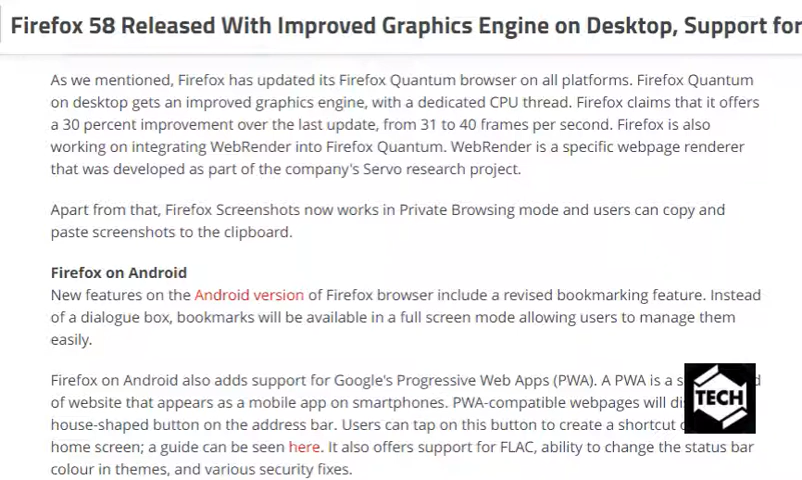 Firefox 58 Released With Improved Graphics Engine on Desktop, Support for
As we mentioned, Firefox has updated its Firefox Quantum browser on all platforms. Firefox Quantum
on desktop gets an improved graphics engine, with a dedicated CPU thread. Firefox claims that it offers
a 30 percent improvement over the last update, from 31 to 40 frames per second. Firefox is also
working on integrating WebRender into Firefox Quantum. WebRender is a specific webpage renderer
that was developed as part of the company's Servo research project.
Apart from that, Firefox Screenshots now works in Private Browsing mode and users can copy and
paste screenshots to the clipboard.
Firefox on Android
New features on the Android version of Firefox browser include a revised bookmarking feature. Instead
of a dialogue box, bookmarks will be available in a full screen mode allowing users to manage them
easily.
Firefox on Android also adds support for Google's Progressive Web Apps (PWA). A PWA is a
of website that appears as a mobile app on smartphones. PWA-compatible webpages will
TECH
house-shaped button on the address bar. Users can tap on this button to create a shortcut
home screen; a guide can be seen here. It also offers support for FLAC, ability to change the status bar
colour in themes, and various security fixes.